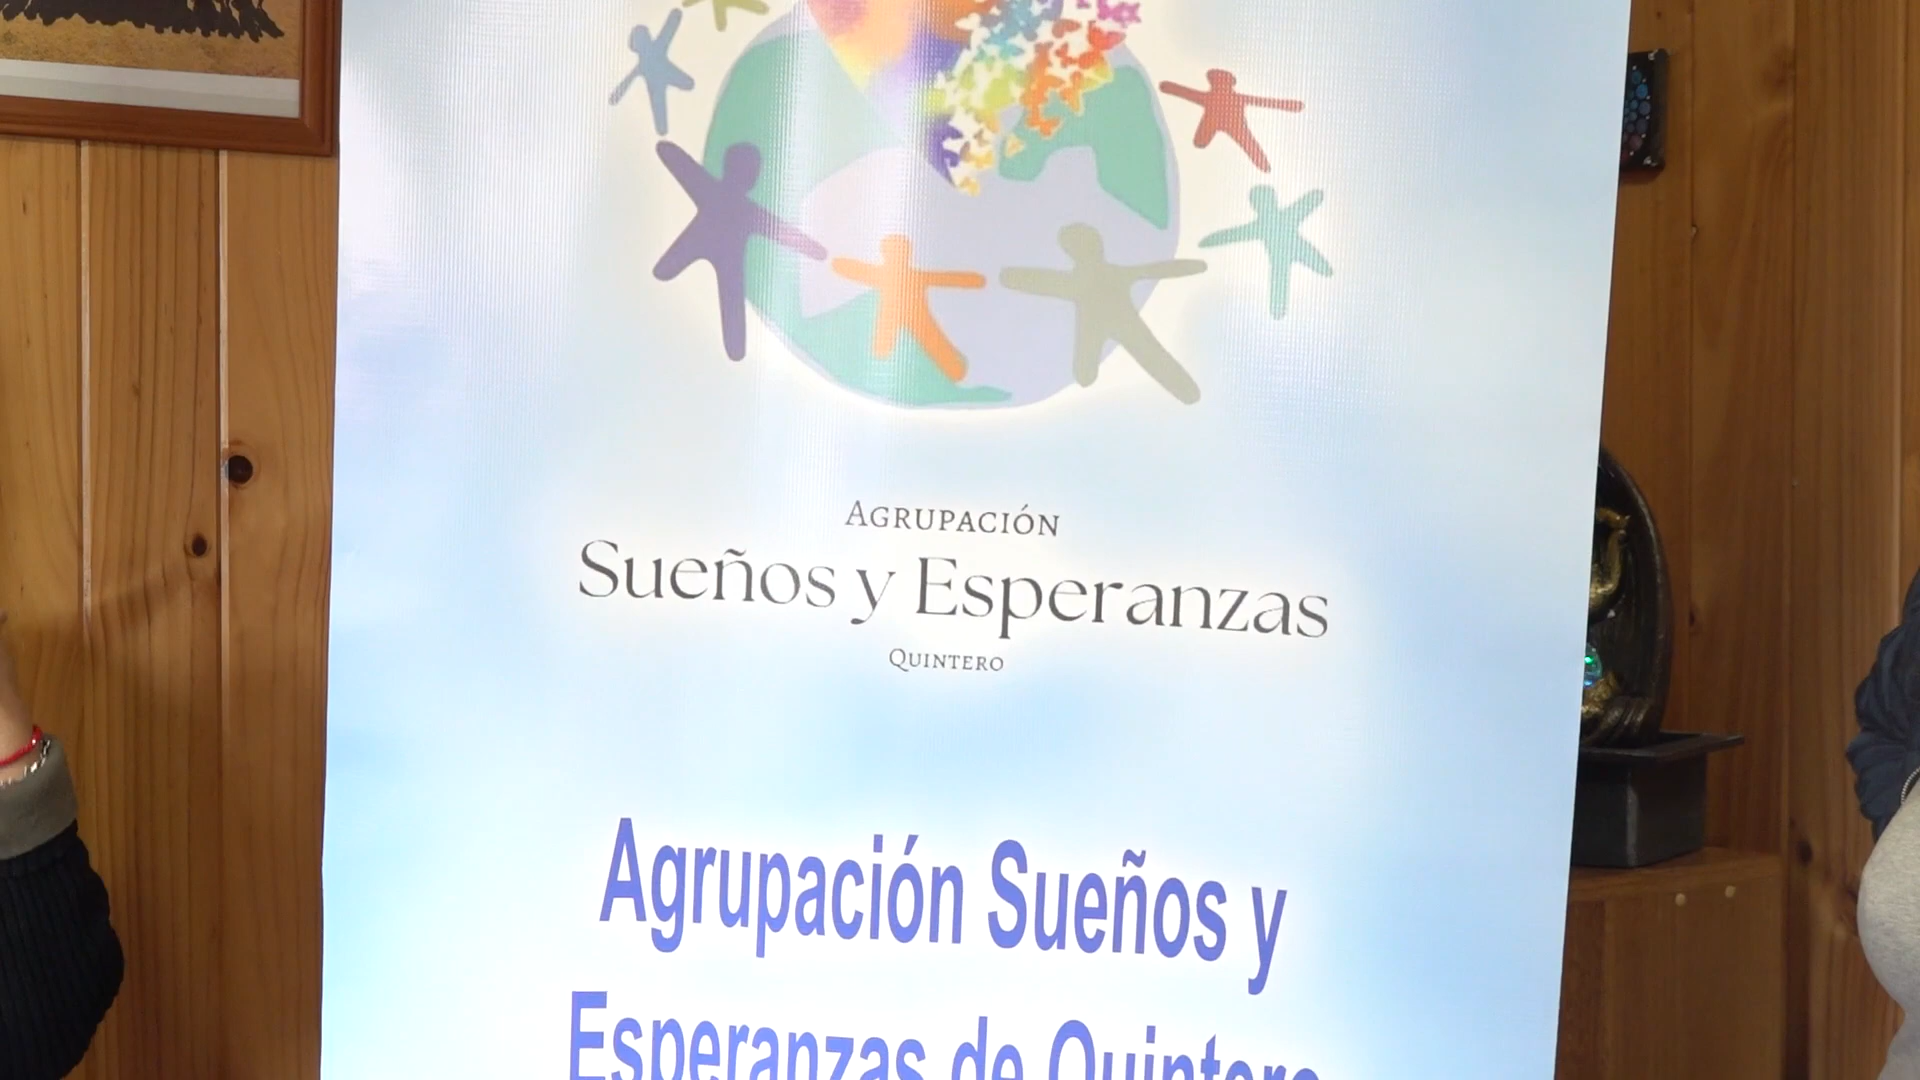 AGRUPACIÓN
Sueños y Esperanzas
QUINTERO
Agrupación Sueños y
Esperanzas de Quintero